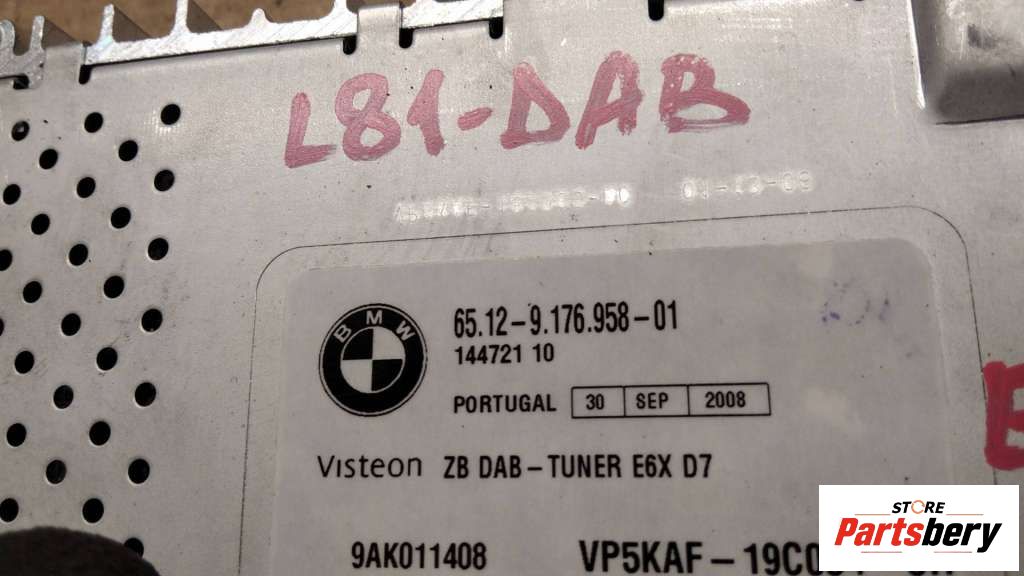 L81-DAB
BMW
65.12-9.176.958-01
144721 10
PORTUGAL 30 SEP 2008
Visteon ZB DAB-TUNER E6X D7
9AK011408
STORE
Partsbery